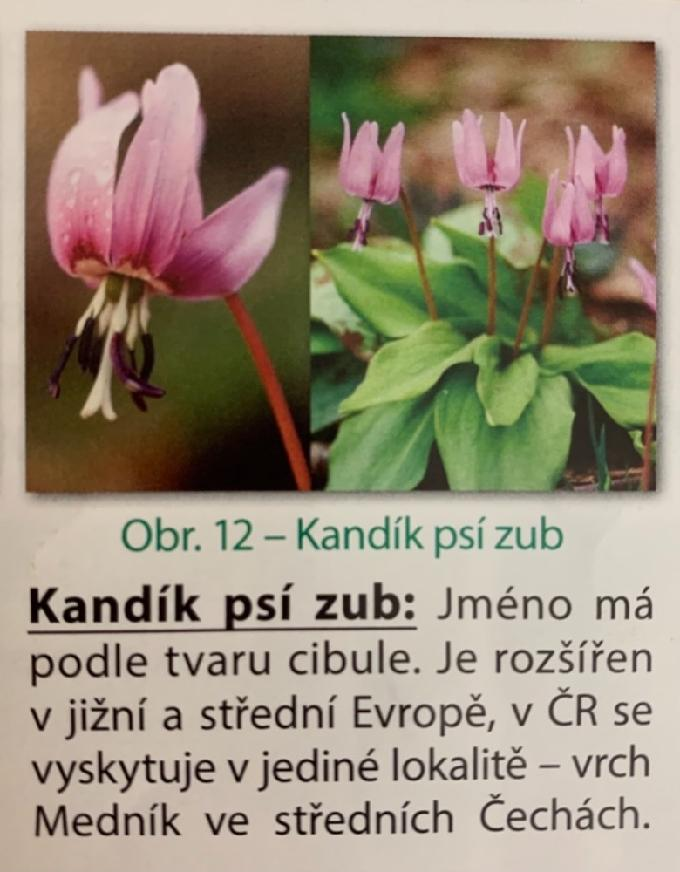 Obr. 12 – Kandík psí zub
Kandík psí zub: Jméno má
podle tvaru cibule. Je rozšířen
v jižní a střední Evropě, v ČR se
vyskytuje v jediné lokalitě – vrch
Medník ve středních Čechách.